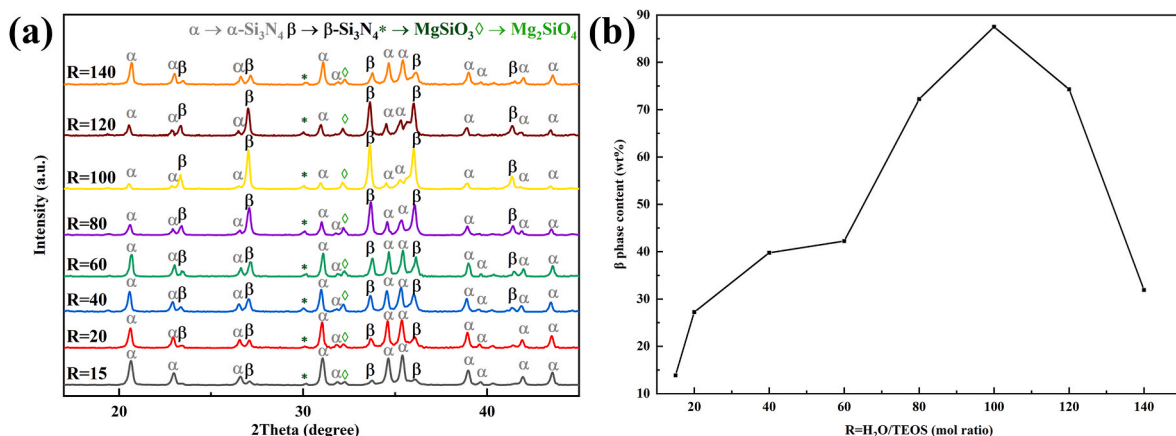 (a)
α → α-Si₃N₄ β → β-Si₃N₄ * → MgSiO₃ ◊ → Mg₂SiO₄
R=140 α α β α β * α α ◊ β α α β α α β α α
R=120 α α β α β * α ◊ β α α β α β α
R=100 α α β α β * α ◊ β α α β α β α
R=80 α α β α β * α α ◊ β α α β α α β α α
R=60 α α β α β * α α ◊ β α α β α α β α α
R=40 α α β α β * α α ◊ β α α β α β α α
R=20 α α β α β * α α ◊ β α α β α α α α
R=15 α α α β * α α ◊ β α α β α α α α
20 30 40
2Theta (degree)
Intensity (a.u.)
(b)
90
80
70
60
50
40
30
20
10
20 40 60 80 100 120 140
R=H₂O/TEOS (mol ratio)
β phase content (wt%)